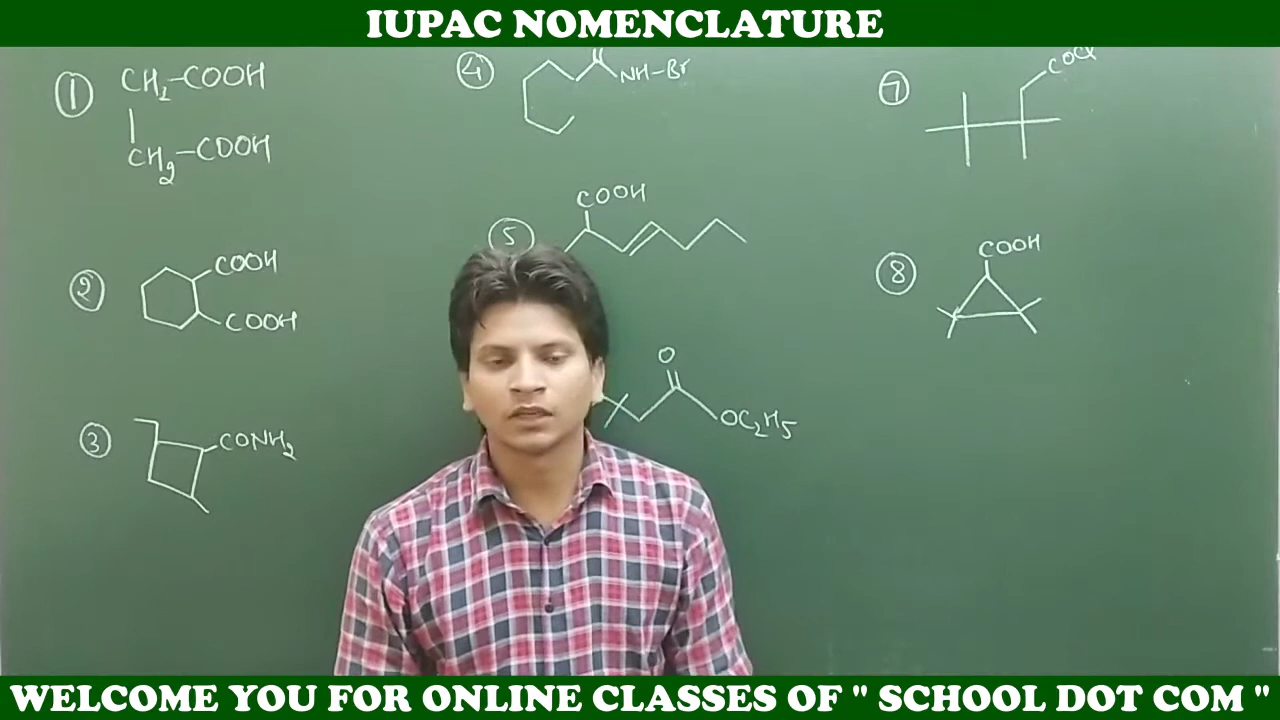 IUPAC NOMENCLATURE
① CH₂-COOH
CH₂-COOH
② COOH
COOH
③ CONH₂
④ NH-Br
⑤ COOH
O
OC₂H₅
⑦ COCl
⑧ COOH
WELCOME YOU FOR ONLINE CLASSES OF " SCHOOL DOT COM "